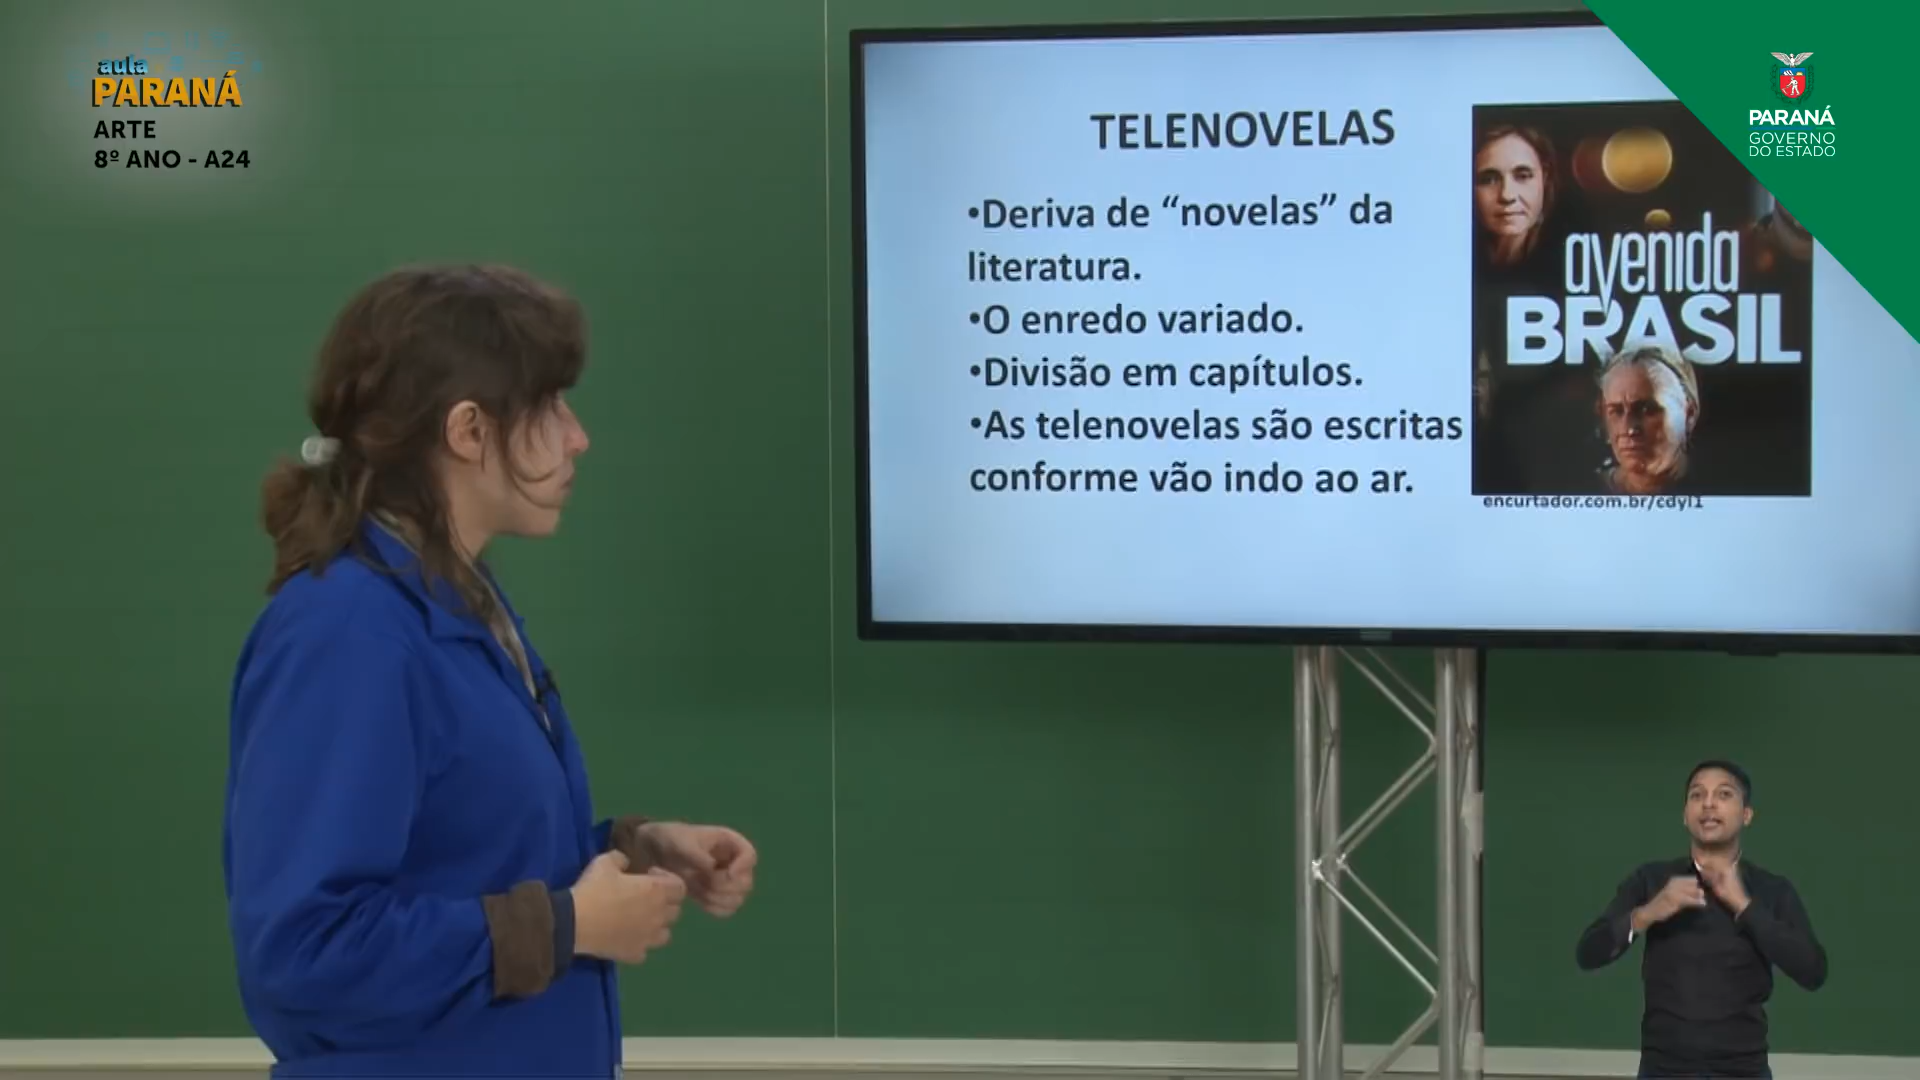 aula
PARANÁ
ARTE
8º ANO - A24
TELENOVELAS
•Deriva de “novelas” da
literatura.
•O enredo variado.
•Divisão em capítulos.
•As telenovelas são escritas
conforme vão indo ao ar.
avenida
BRASIL
encurtador.com.br/cdyl1
PARANÁ
GOVERNO
DO ESTADO